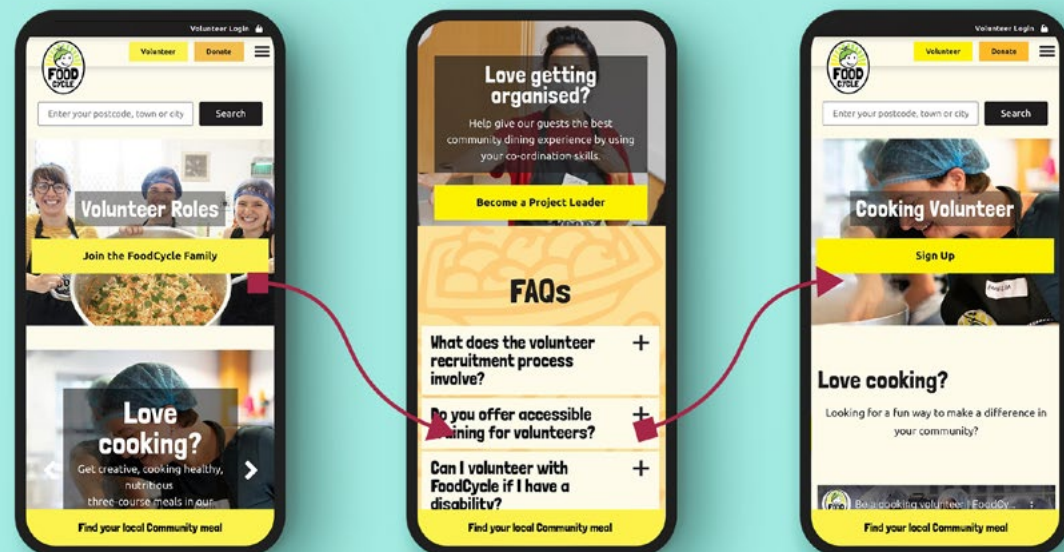 Volunteer Login
FOOD
CYCLE
Volunteer
Donate
Enter your postcode, town or city
Search
Volunteer Roles
Join the FoodCycle Family
Love
cooking?
Get creative, cooking healthy,
nutritious
three-course meals in our
Find your local Community meal
Love getting
organised?
Help give our guests the best
community dining experience by using
your co-ordination skills.
Become a Project Leader
FAQs
What does the volunteer
recruitment process
involve?
Do you offer accessible
training for volunteers?
Can I volunteer with
FoodCycle if I have a
disability?
Find your local Community meal
Volunteer Login
FOOD
CYCLE
Volunteer
Donate
Enter your postcode, town or city
Search
Cooking Volunteer
Sign Up
Love cooking?
Looking for a fun way to make a difference in
your community?
Be a cooking volunteer | FoodCy...
Find your local Community meal